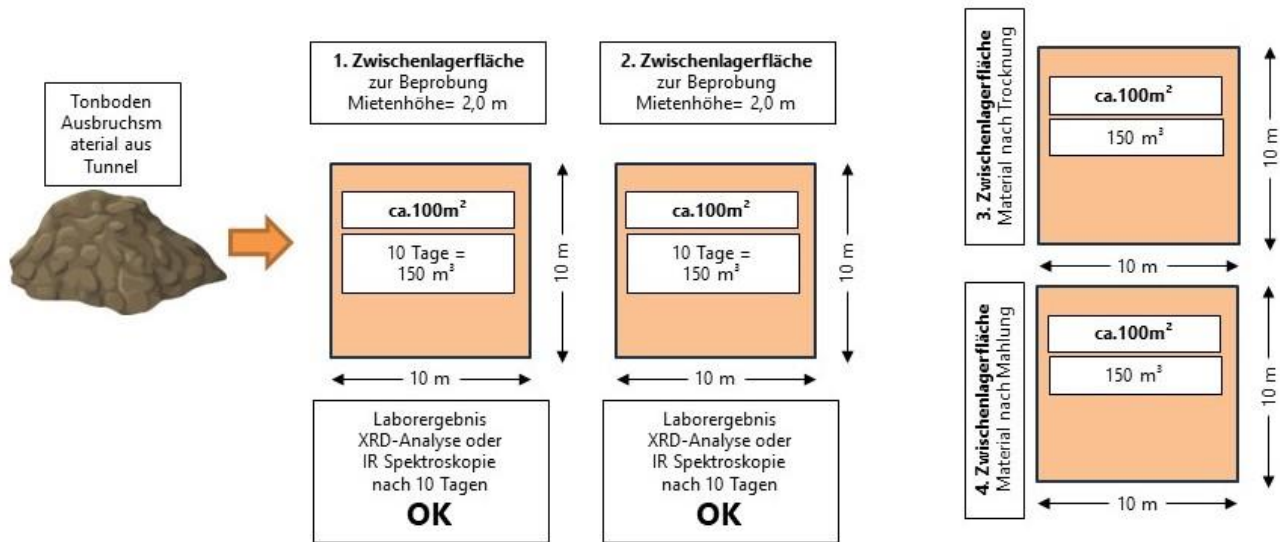 Tonboden
Ausbruchsm
aterial aus
Tunnel
1. Zwischenlagerfläche
zur Beprobung
Mietenhöhe= 2,0 m
ca.100m²
10 Tage =
150 m³
10 m
10 m
Laborergebnis
XRD-Analyse oder
IR Spektroskopie
nach 10 Tagen
OK
2. Zwischenlagerfläche
zur Beprobung
Mietenhöhe= 2,0 m
ca.100m²
10 Tage =
150 m³
10 m
10 m
Laborergebnis
XRD-Analyse oder
IR Spektroskopie
nach 10 Tagen
OK
3. Zwischenlagerfläche
Material nach Trocknung
ca.100m²
150 m³
10 m
10 m
4. Zwischenlagerfläche
Material nach Mahlung
ca.100m²
150 m³
10 m
10 m